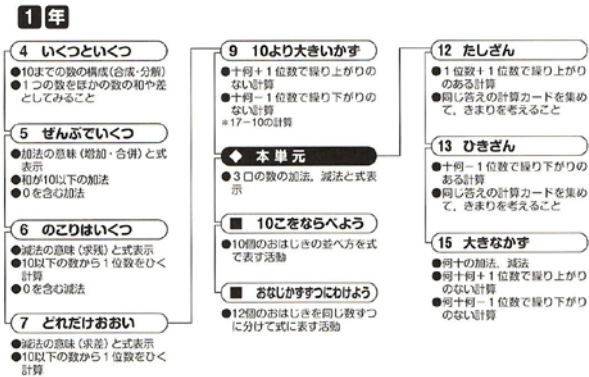 1年
4 いくつといくつ
●10までの数の構成(合成・分解)
●1つの数をほかの数の和や差
としてみること
5 ぜんぶでいくつ
●加法の意味(増加・合併)と式
表示
●和が10以下の加法
●0を含む加法
6 のこりはいくつ
●減法の意味(求残)と式表示
●10以下の数から1位数をひく
計算
●0を含む減法
7 どれだけおおい
●減法の意味(求差)と式表示
●10以下の数から1位数をひく
計算
9 10より大きいかず
●十何+1位数で繰り上がりの
ない計算
●十何-1位数で繰り下がりの
ない計算
*17-10の計算
◆ 本単元
●3口の数の加法,減法と式表
示
■ 10こをならべよう
●10個のおはじきの並べ方を式
で表す活動
■ おなじかずずつにわけよう
●12個のおはじきを同じ数ずつ
に分けて式に表す活動
12 たしざん
●1位数+1位数で繰り上がり
のある計算
●同じ答えの計算カードを集め
て,きまりを考えること
13 ひきざん
●十何-1位数で繰り下がりの
ある計算
●同じ答えの計算カードを集め
て,きまりを考えること
15 大きなかず
●何十の加法,減法
●何十何+1位数で繰り上がり
のない計算
●何十何-1位数で繰り下がり
のない計算